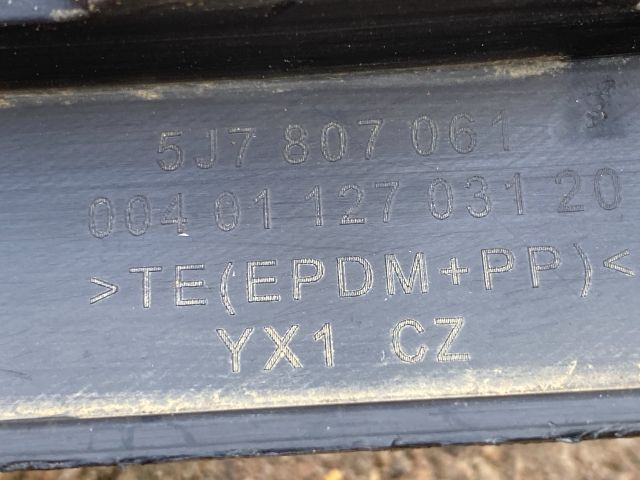 5J7 807 061
004 01 127 031 20
>TE(EPDM+PP)<
YX1 CZ